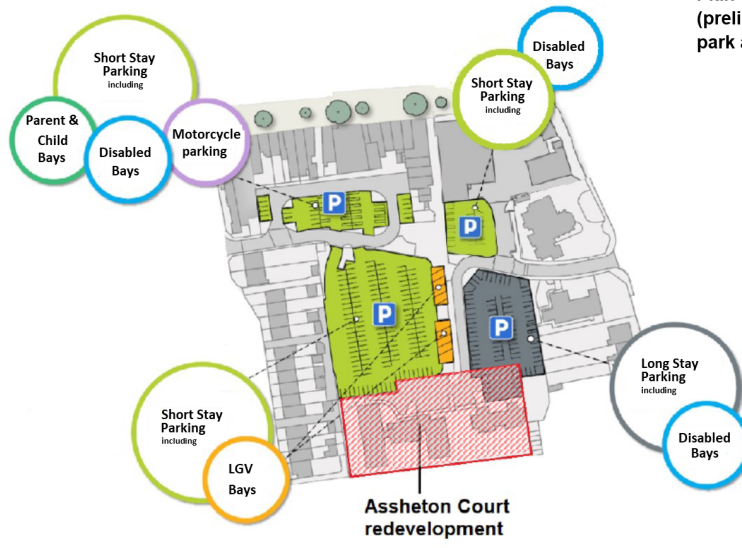 (preli
park a
Short Stay
Parking
including
Parent &
Child
Bays
Disabled
Bays
Motorcycle
parking
Disabled
Bays
Short Stay
Parking
including
P
P
P
P
Short Stay
Parking
including
LGV
Bays
Long Stay
Parking
including
Disabled
Bays
Assheton Court
redevelopment